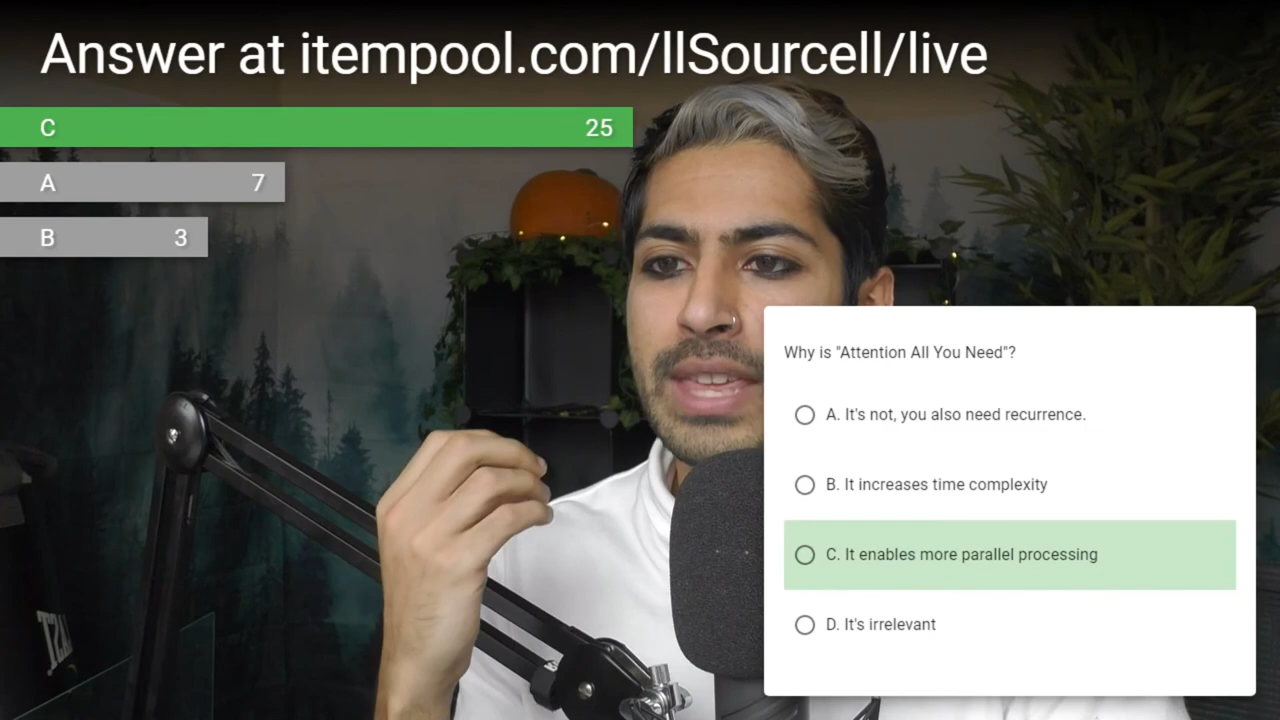 Answer at itempool.com/llSourcell/live
C 25
A 7
B 3
Why is "Attention All You Need"?
A. It's not, you also need recurrence.
B. It increases time complexity
C. It enables more parallel processing
D. It's irrelevant